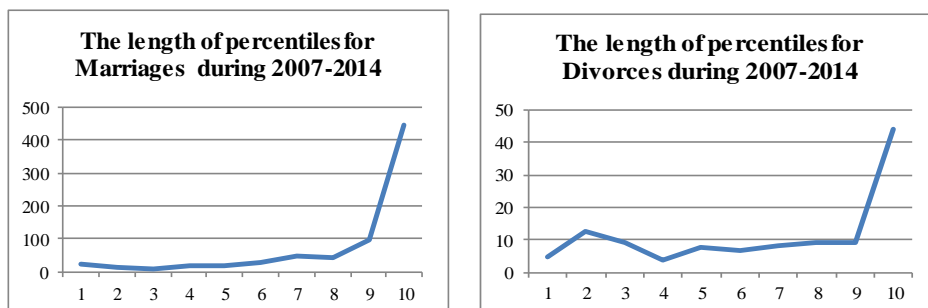 The length of percentiles for
Marriages during 2007-2014
500
400
300
200
100
0
1 2 3 4 5 6 7 8 9 10
The length of percentiles for
Divorces during 2007-2014
50
40
30
20
10
0
1 2 3 4 5 6 7 8 9 10